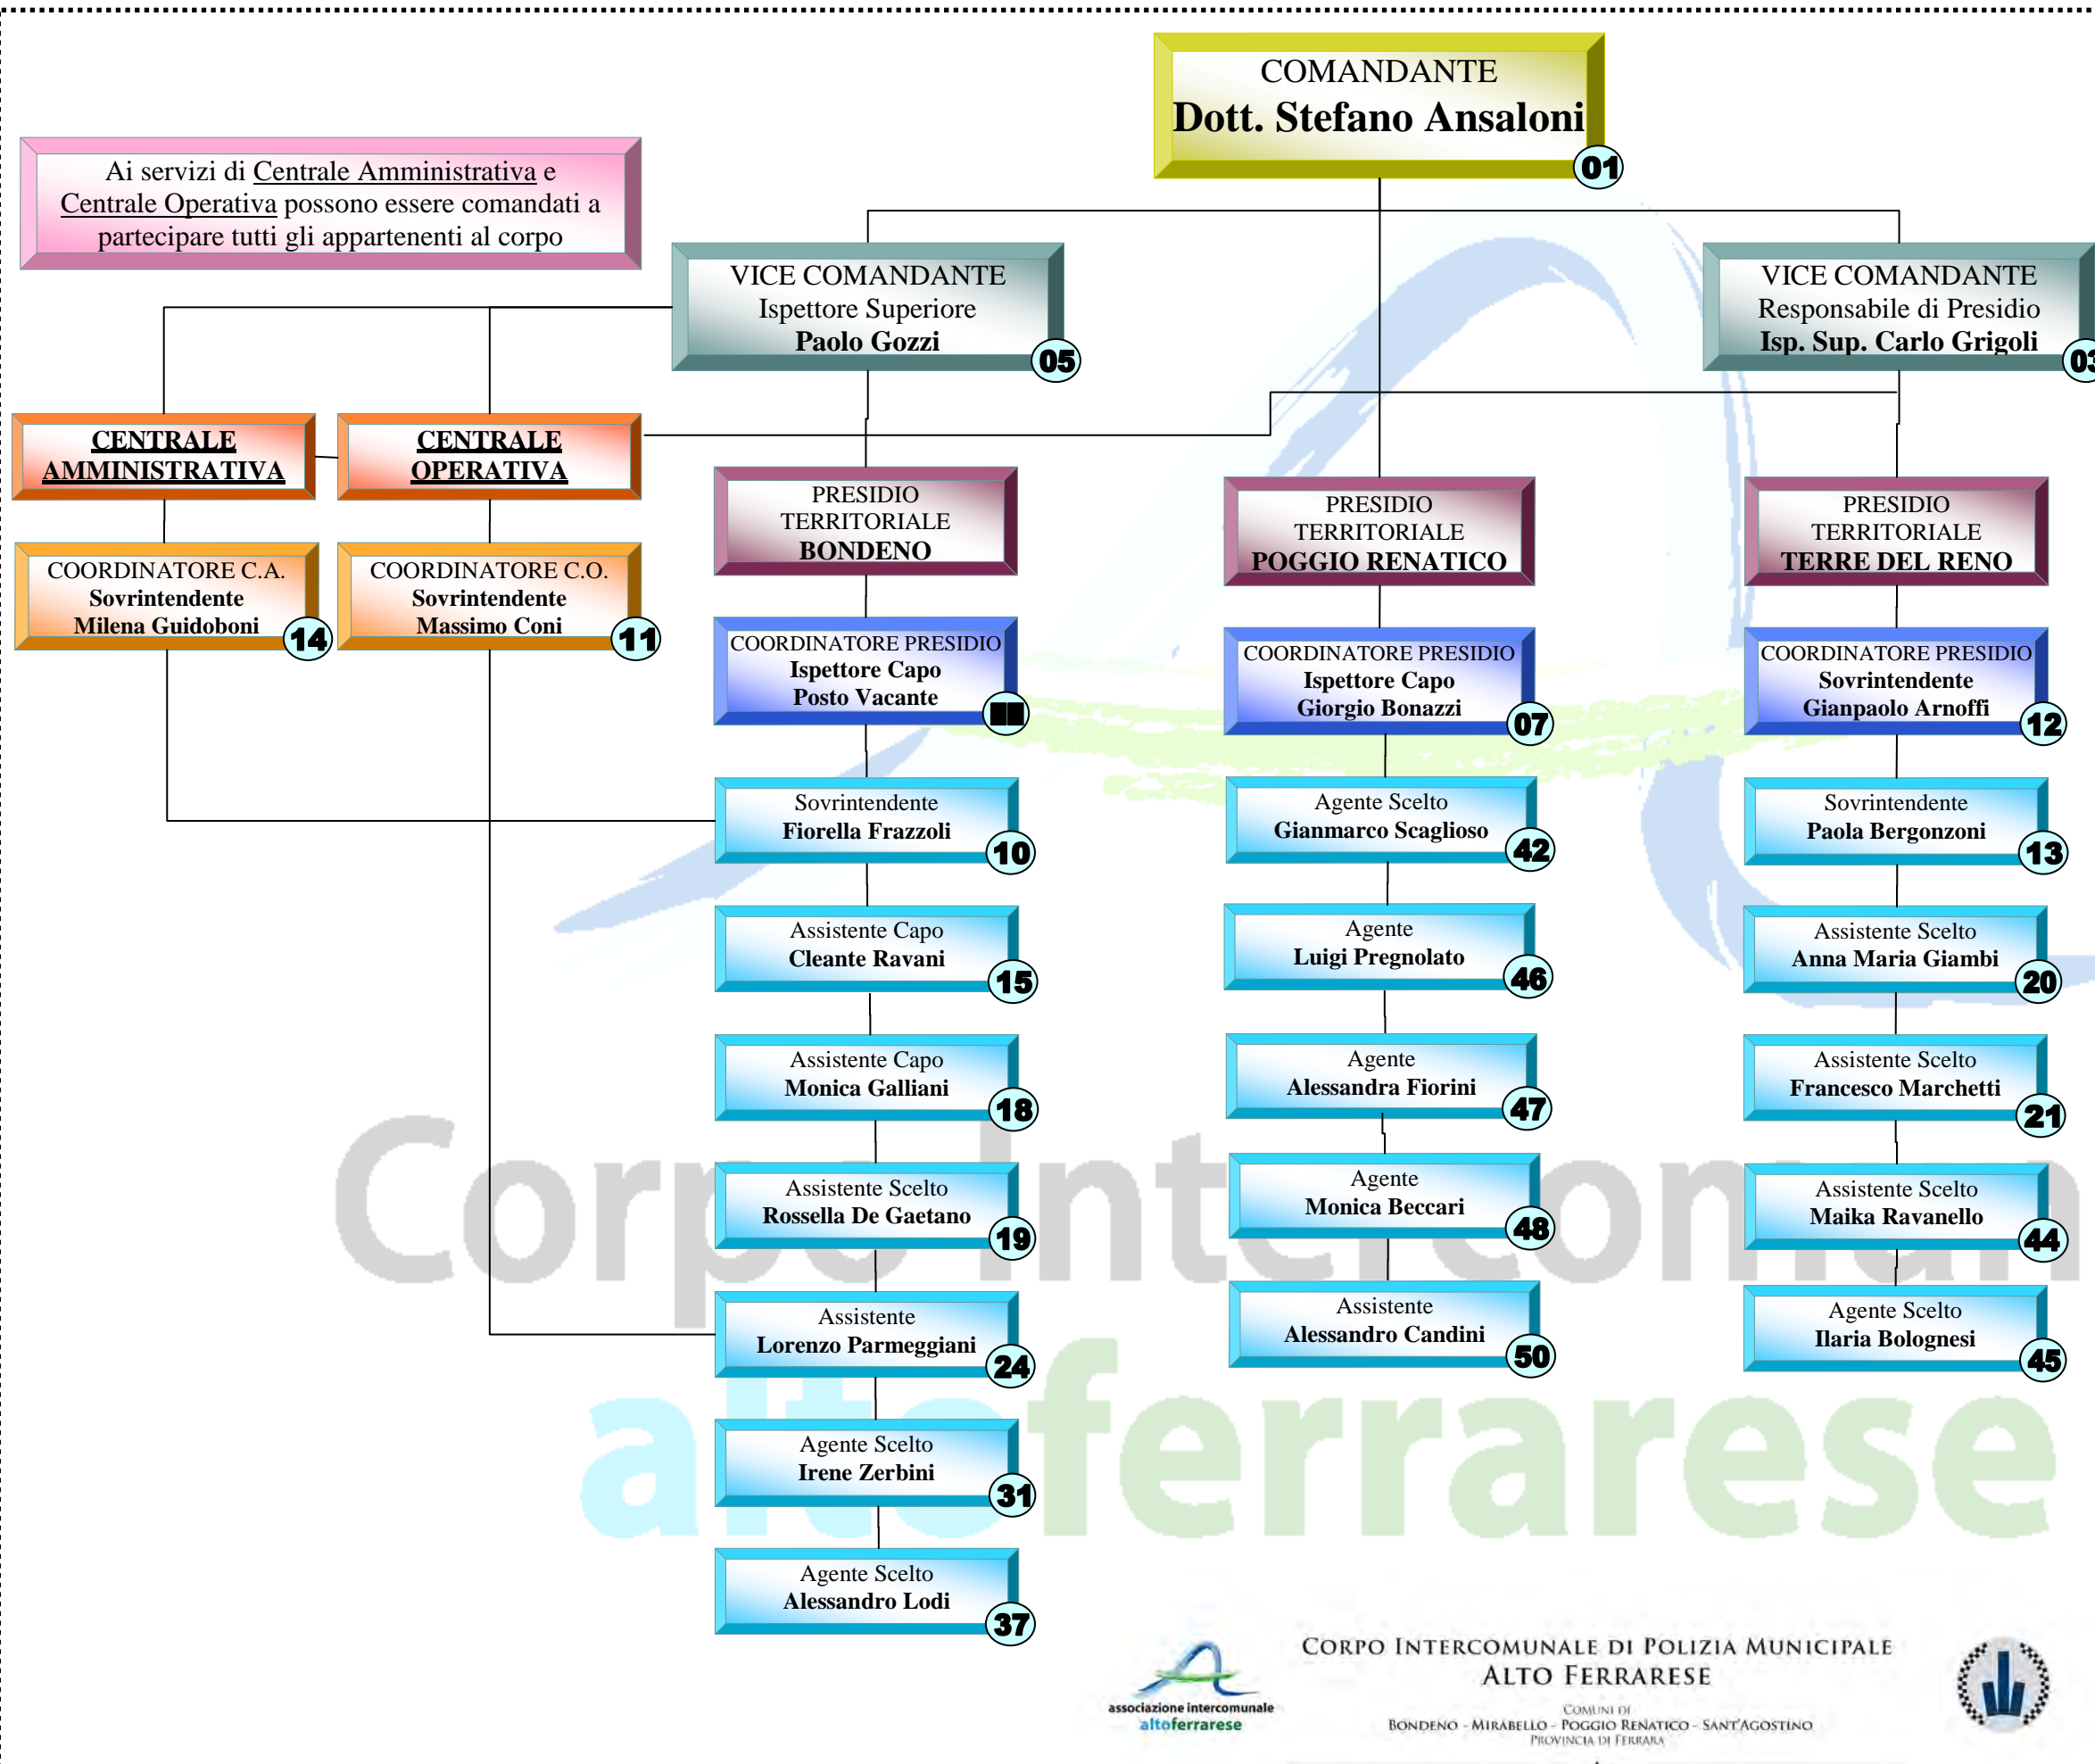 COMANDANTE
Dott. Stefano Ansaloni
01
Ai servizi di Centrale Amministrativa e
Centrale Operativa possono essere comandati a
partecipare tutti gli appartenenti al corpo
VICE COMANDANTE
Ispettore Superiore
Paolo Gozzi
05
VICE COMANDANTE
Responsabile di Presidio
Isp. Sup. Carlo Grigoli
03
CENTRALE
AMMINISTRATIVA
CENTRALE
OPERATIVA
COORDINATORE C.A.
Sovrintendente
Milena Guidoboni
14
COORDINATORE C.O.
Sovrintendente
Massimo Coni
11
PRESIDIO
TERRITORIALE
BONDENO
COORDINATORE PRESIDIO
Ispettore Capo
Posto Vacante
Sovrintendente
Fiorella Frazzoli
10
Assistente Capo
Cleante Ravani
15
Assistente Capo
Monica Galliani
18
Assistente Scelto
Rossella De Gaetano
19
Assistente
Lorenzo Parmeggiani
24
Agente Scelto
Irene Zerbini
31
Agente Scelto
Alessandro Lodi
37
PRESIDIO
TERRITORIALE
POGGIO RENATICO
COORDINATORE PRESIDIO
Ispettore Capo
Giorgio Bonazzi
07
Agente Scelto
Gianmarco Scaglioso
42
Agente
Luigi Pregnolato
46
Agente
Alessandra Fiorini
47
Agente
Monica Beccari
48
Assistente
Alessandro Candini
50
PRESIDIO
TERRITORIALE
TERRE DEL RENO
COORDINATORE PRESIDIO
Sovrintendente
Gianpaolo Arnoffi
12
Sovrintendente
Paola Bergonzoni
13
Assistente Scelto
Anna Maria Giambi
20
Assistente Scelto
Francesco Marchetti
21
Assistente Scelto
Maika Ravanello
44
Agente Scelto
Ilaria Bolognesi
45
Corpo Intercomun
altoferrarese
associazione intercomunale
altoferrarese
CORPO INTERCOMUNALE DI POLIZIA MUNICIPALE
ALTO FERRARESE
COMUNI DI
BONDENO - MIRABELLO - POGGIO RENATICO - SANT'AGOSTINO
PROVINCIA DI FERRARA